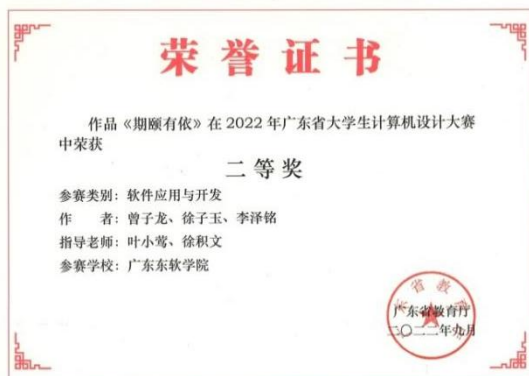 荣誉证书
作品《期颐有依》在 2022 年广东省大学生计算机设计大赛
中荣获
二等奖
参赛类别：软件应用与开发
作　　者：曾子龙、徐子玉、李泽铭
指导老师：叶小莺、徐积文
参赛学校：广东东软学院
广东省教育厅
二〇二二年九月